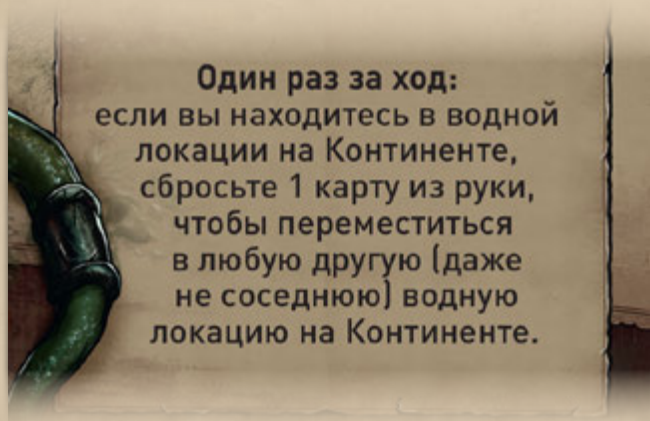 Один раз за ход:
если вы находитесь в водной
локации на Континенте,
сбросьте 1 карту из руки,
чтобы переместиться
в любую другую (даже
не соседнюю) водную
локацию на Континенте.